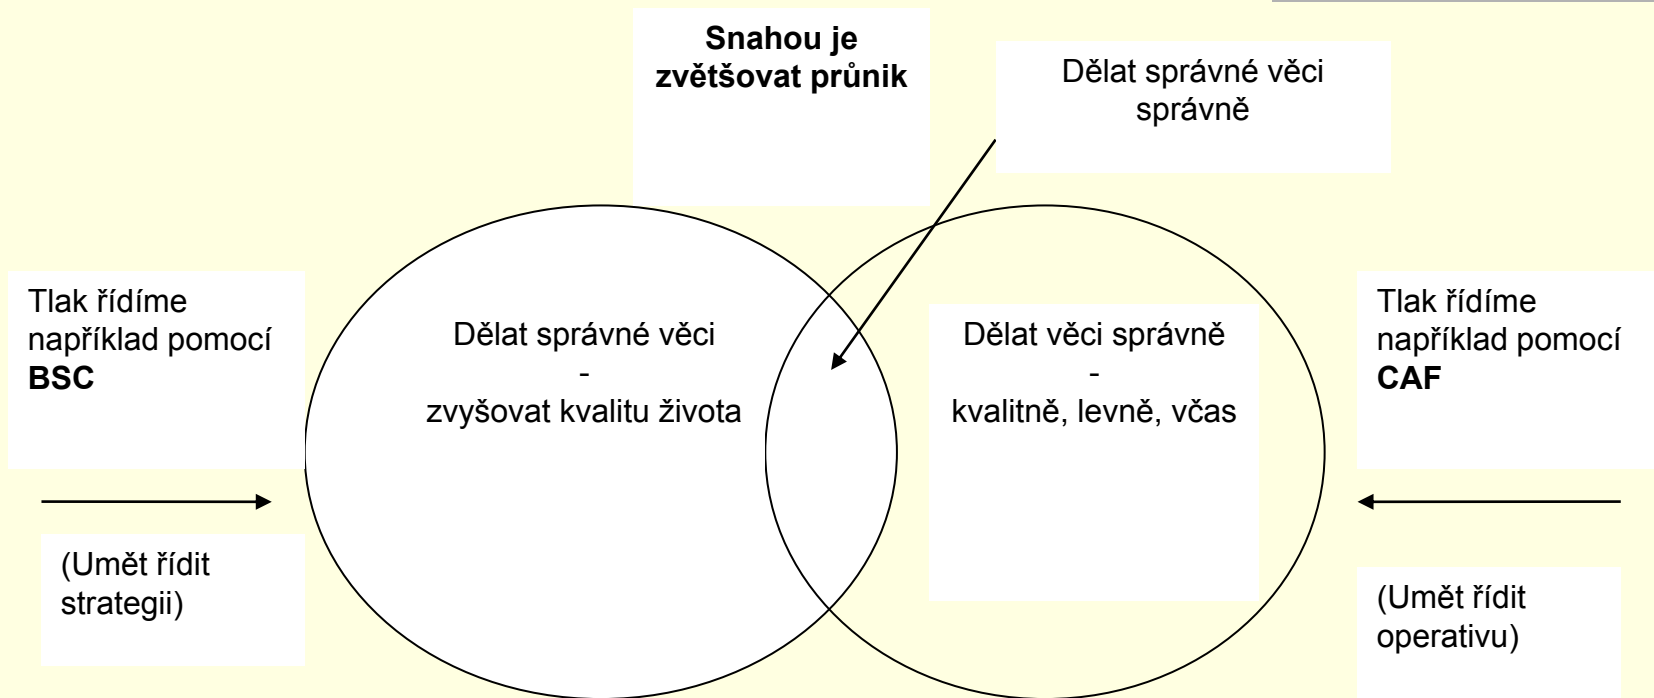 Snahou je
zvětšovat průnik
Dělat správné věci
správně
Tlak řídíme
například pomocí
BSC
Dělat správné věci
-
zvyšovat kvalitu života
Dělat věci správně
-
kvalitně, levně, včas
Tlak řídíme
například pomocí
CAF
(Umět řídit
strategii)
(Umět řídit
operativu)